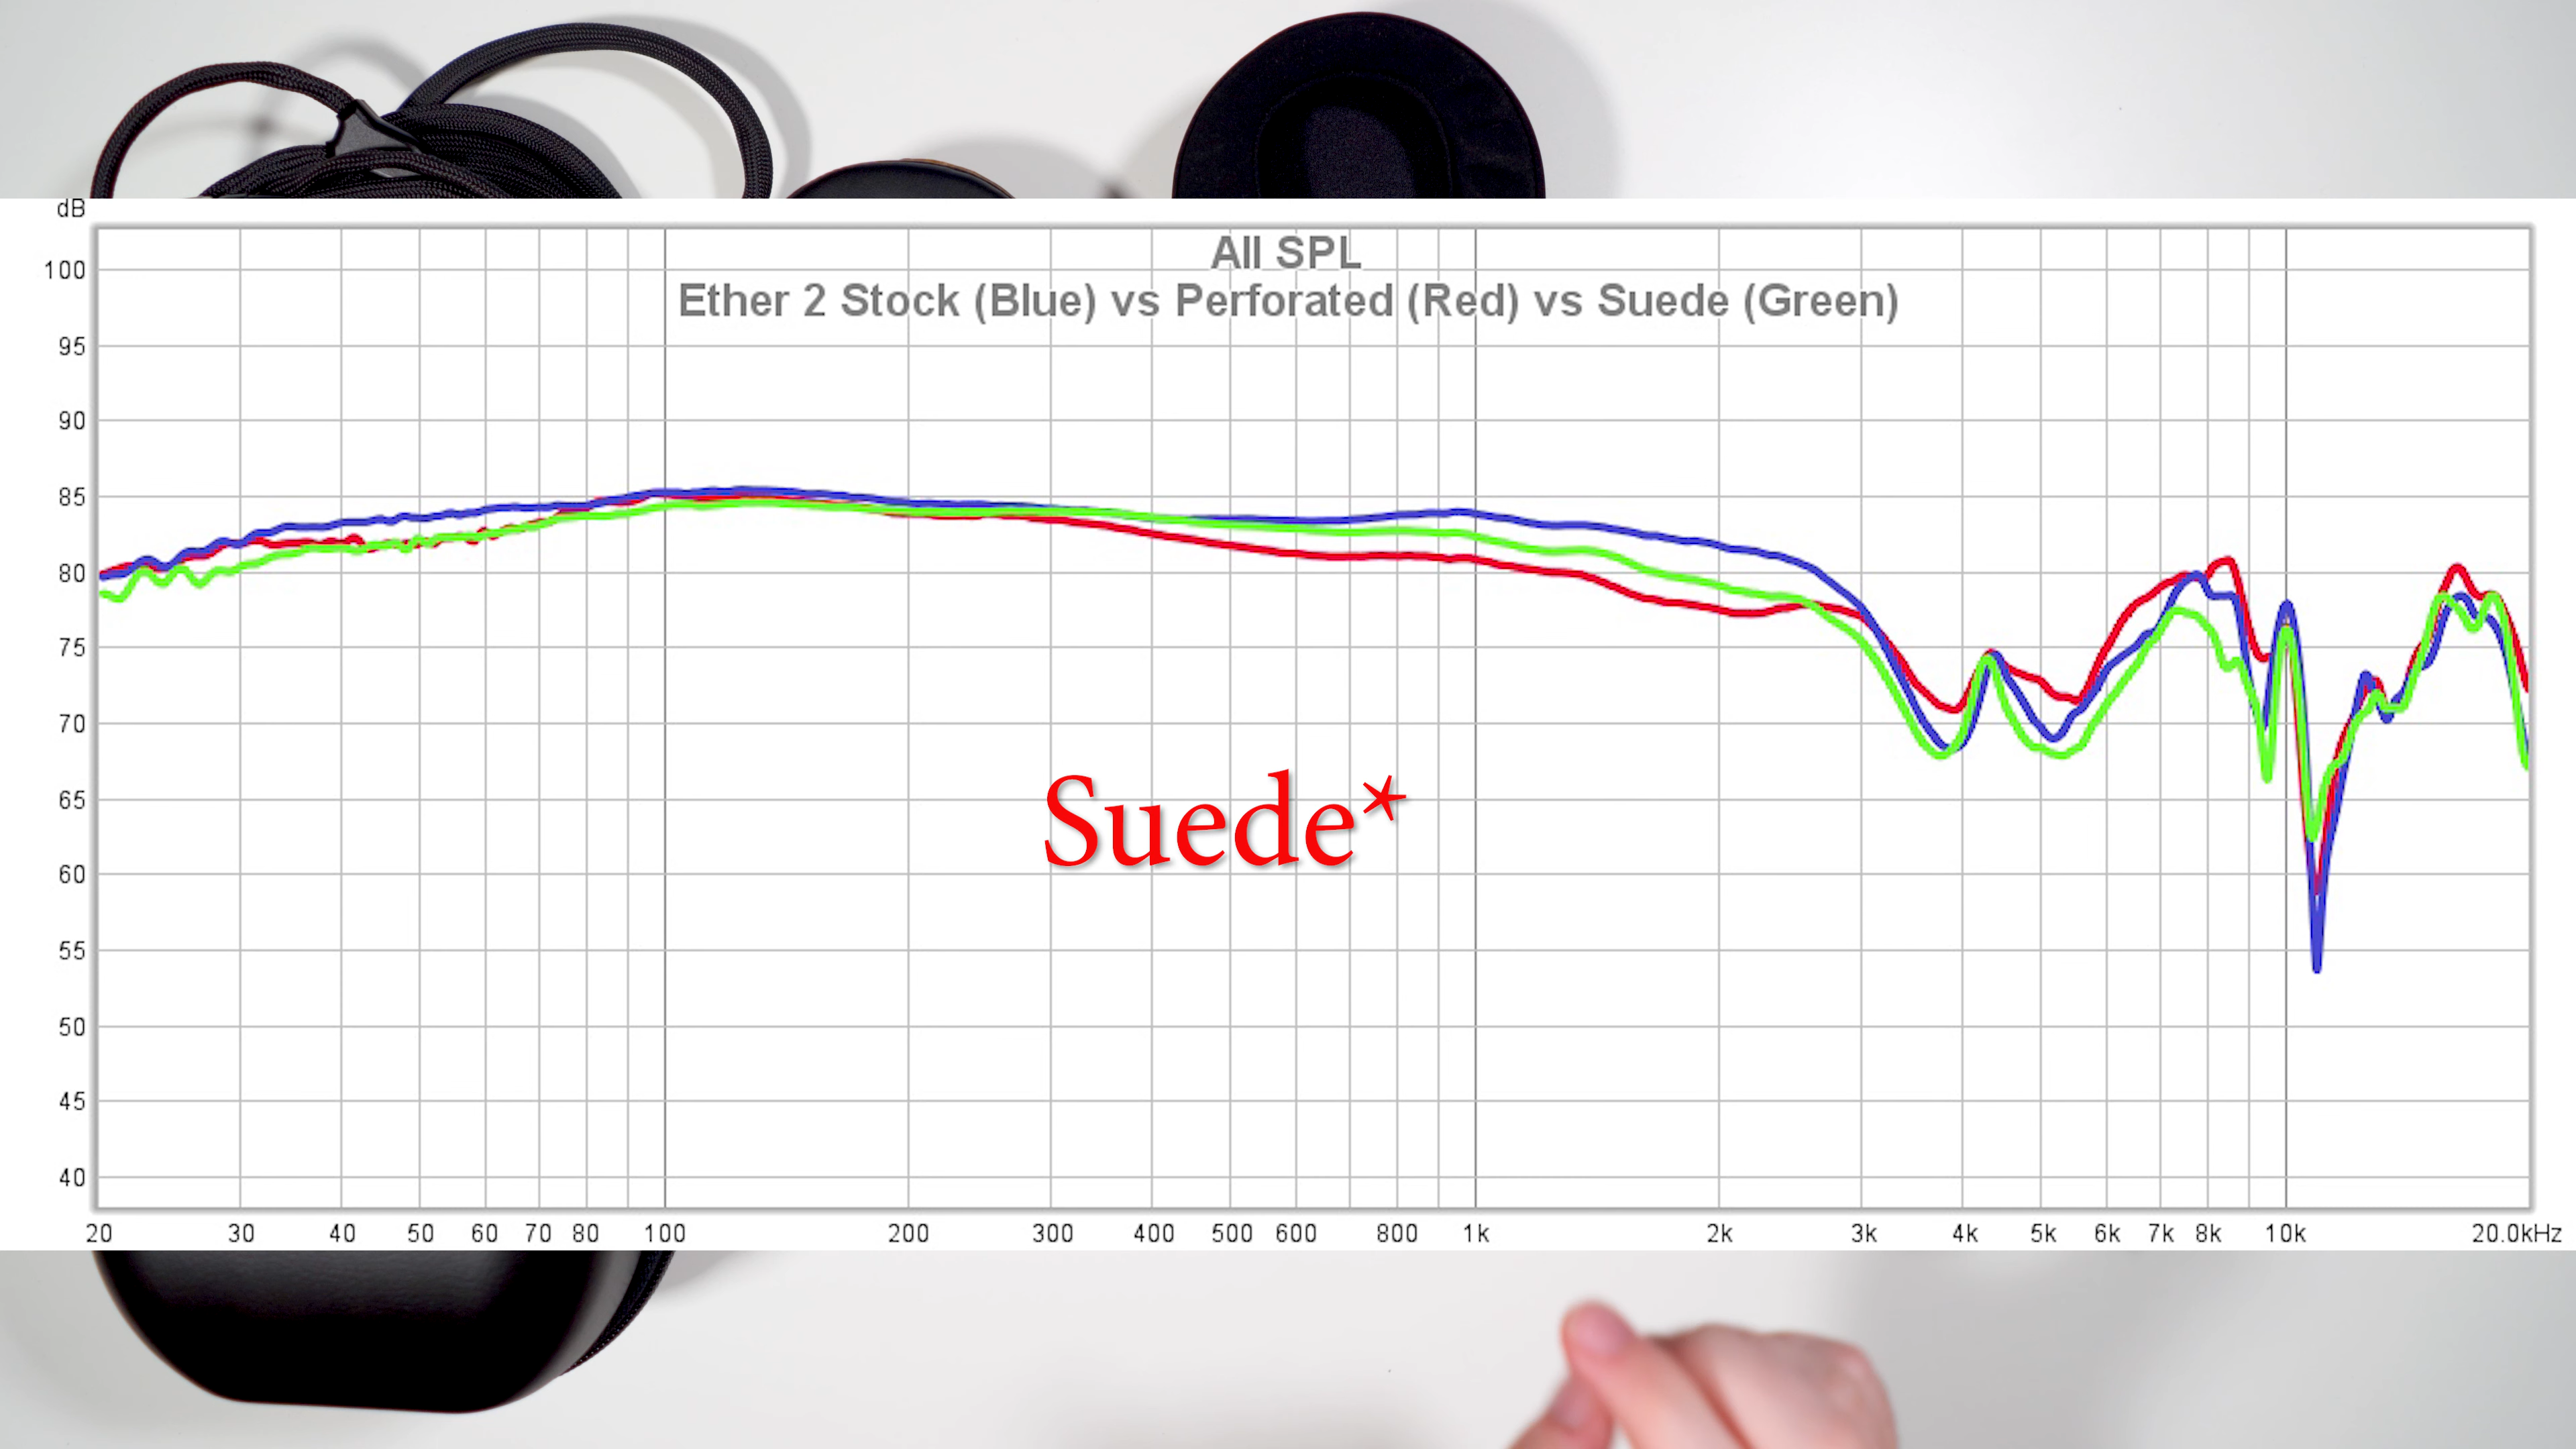 dB
All SPL
Ether 2 Stock (Blue) vs Perforated (Red) vs Suede (Green)
100
95
90
85
80
75
70
65
60
55
50
45
40
Suede*
20 30 40 50 60 70 80 100 200 300 400 500 600 800 1k 2k 3k 4k 5k 6k 7k 8k 10k 20.0kHz